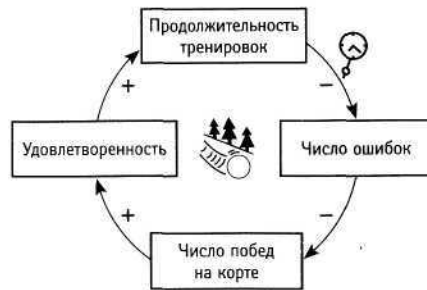 Продолжительность
тренировок
+
−
Удовлетворенность
Число ошибок
+
−
Число побед
на корте